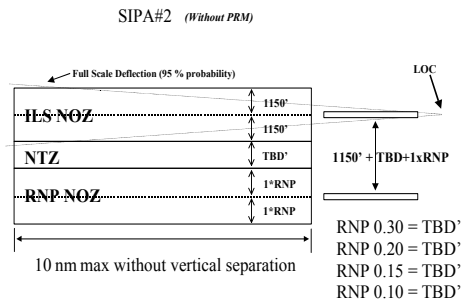 SIPA#2 (Without PRM)
Full Scale Deflection (95 % probability)
LOC
1150'
ILS NOZ
1150'
NTZ
TBD'
1150' + TBD+1xRNP
1*RNP
RNP NOZ
1*RNP
10 nm max without vertical separation
RNP 0.30 = TBD'
RNP 0.20 = TBD'
RNP 0.15 = TBD'
RNP 0.10 = TBD'